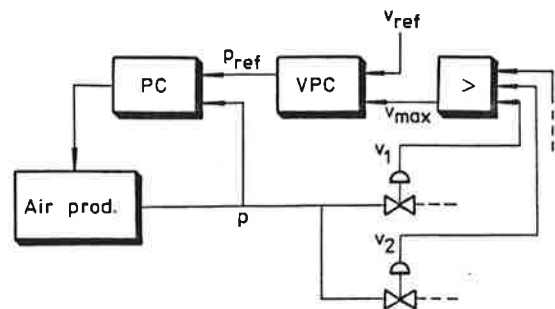 v_ref
p_ref
PC
VPC
>
v_max
v_1
Air prod.
p
v_2